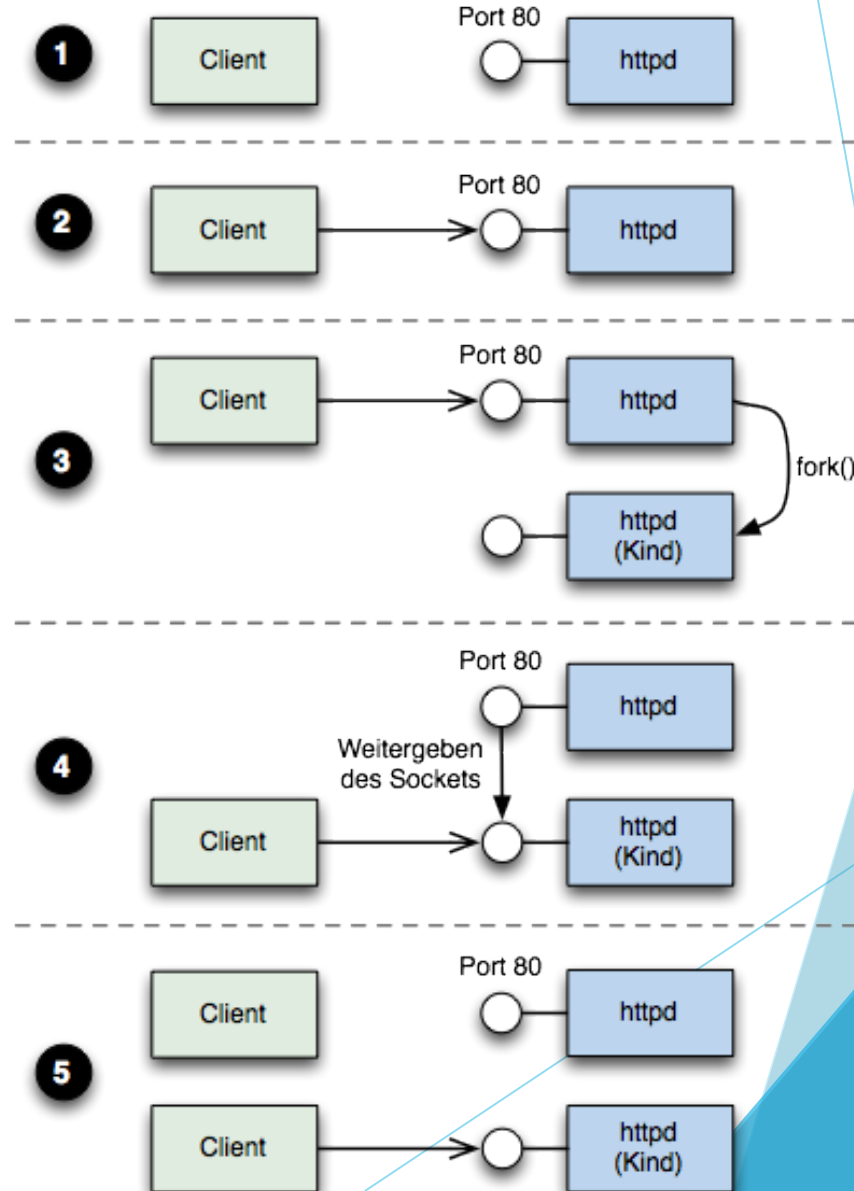 Port 80
1
Client
httpd
Port 80
2
Client
httpd
Port 80
Client
httpd
3
fork()
httpd
(Kind)
Port 80
httpd
4
Weitergeben
des Sockets
Client
httpd
(Kind)
Port 80
Client
httpd
5
Client
httpd
(Kind)